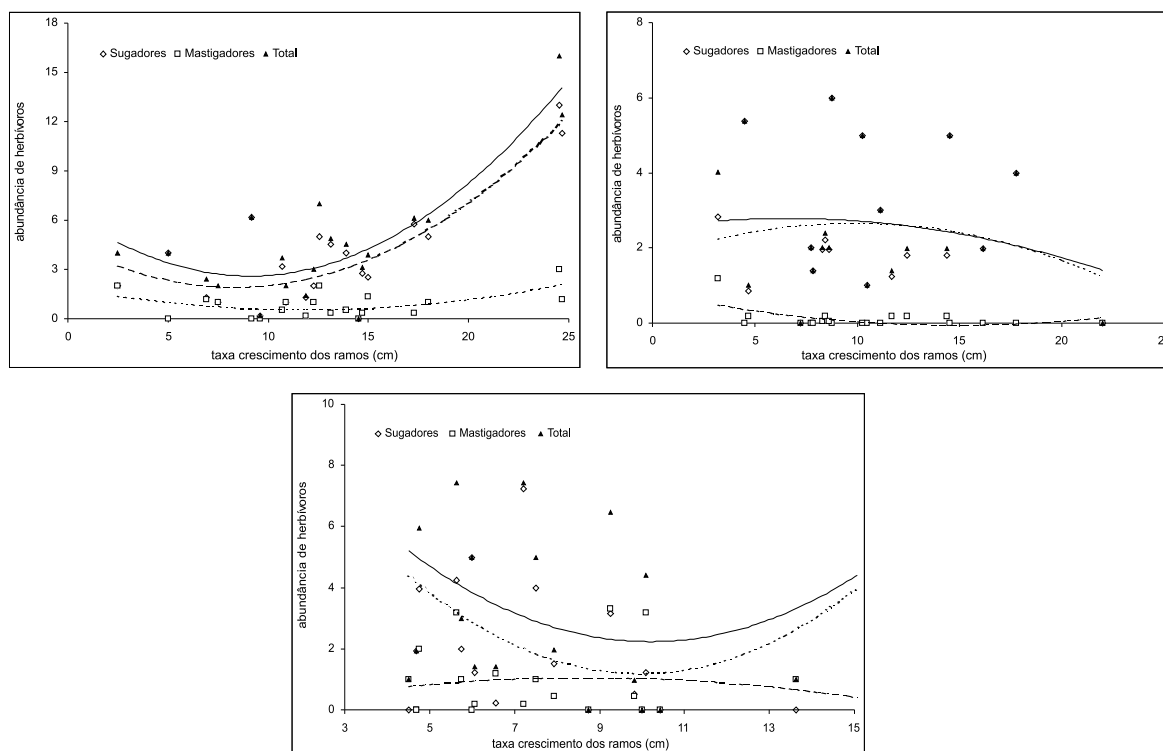 18
15
12
9
6
3
0
◇ Sugadores □ Mastigadores ▲ Total
abundância de herbívoros
0 5 10 15 20 25
taxa crescimento dos ramos (cm)
8
6
4
2
0
◇ Sugadores □ Mastigadores ▲ Total
abundância de herbívoros
0 5 10 15 20 25
taxa crescimento dos ramos (cm)
10
8
6
4
2
0
◇ Sugadores □ Mastigadores ▲ Total
abundância de herbívoros
3 5 7 9 11 13 15
taxa crescimento dos ramos (cm)